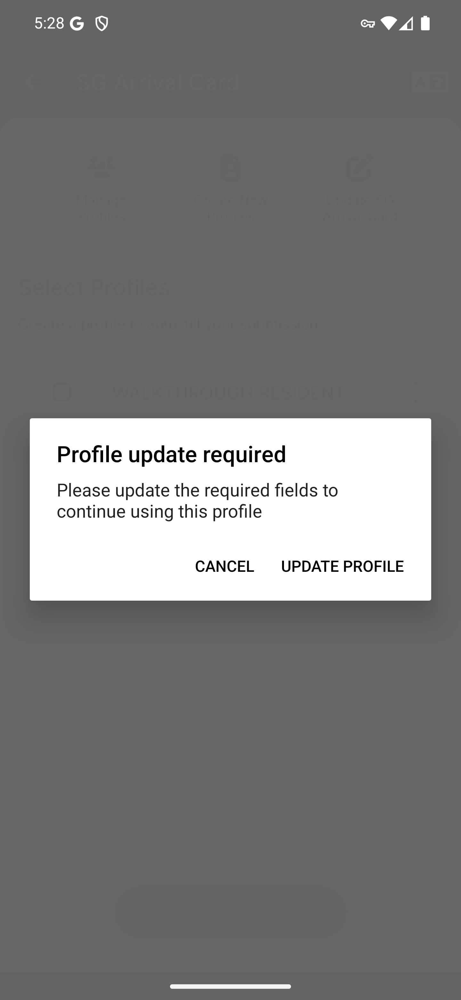 5:28
SG Arrival Card
Manage
Profiles
Create New
Profiles
Update SG
Arrival Card
Select Profiles
Create a profile to auto-fill your submission
WALKTHROUGH RESIDENT
Profile update required
Please update the required fields to
continue using this profile
CANCEL UPDATE PROFILE